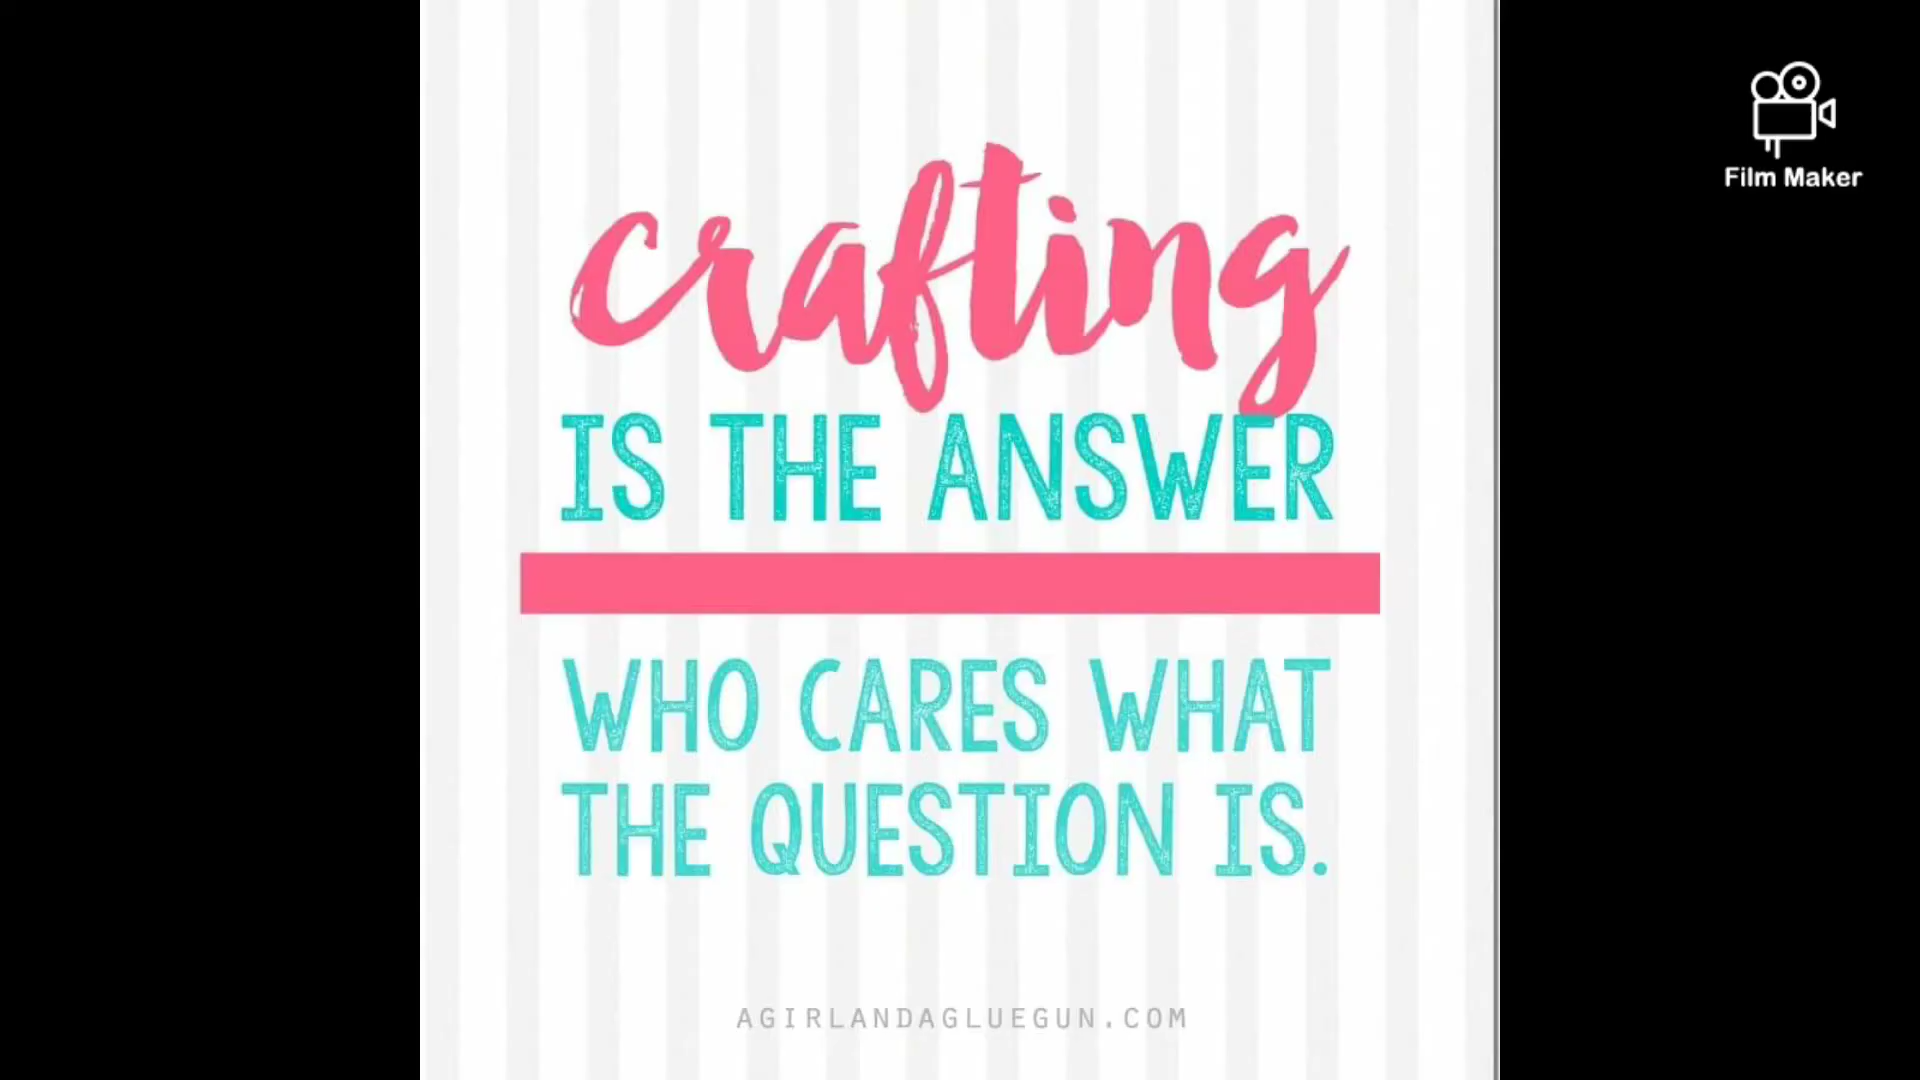 crafting
IS THE ANSWER
WHO CARES WHAT
THE QUESTION IS.
AGIRLANDAGLUEGUN.COM
Film Maker